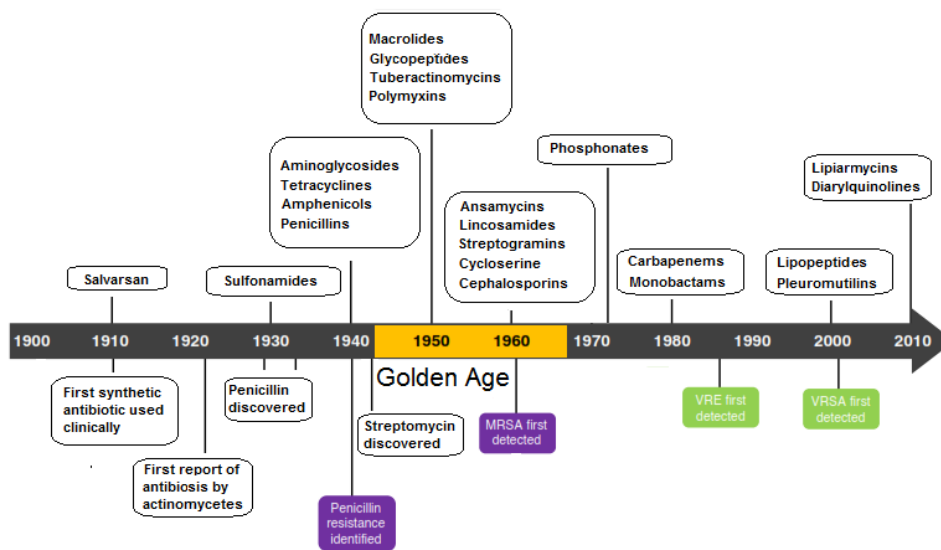 Macrolides
Glycopeptides
Tuberactinomycins
Polymyxins
Aminoglycosides
Tetracyclines
Amphenicols
Penicillins
Phosphonates
Lipiarmycins
Diarylquinolines
Ansamycins
Lincosamides
Streptogramins
Cycloserine
Cephalosporins
Salvarsan
Sulfonamides
Carbapenems
Monobactams
Lipopeptides
Pleuromutilins
1900 1910 1920 1930 1940 1950 1960 1970 1980 1990 2000 2010
Golden Age
First synthetic
antibiotic used
clinically
Penicillin
discovered
Streptomycin
discovered
MRSA first
detected
VRE first
detected
VRSA first
detected
First report of
antibiosis by
actinomycetes
Penicillin
resistance
identified